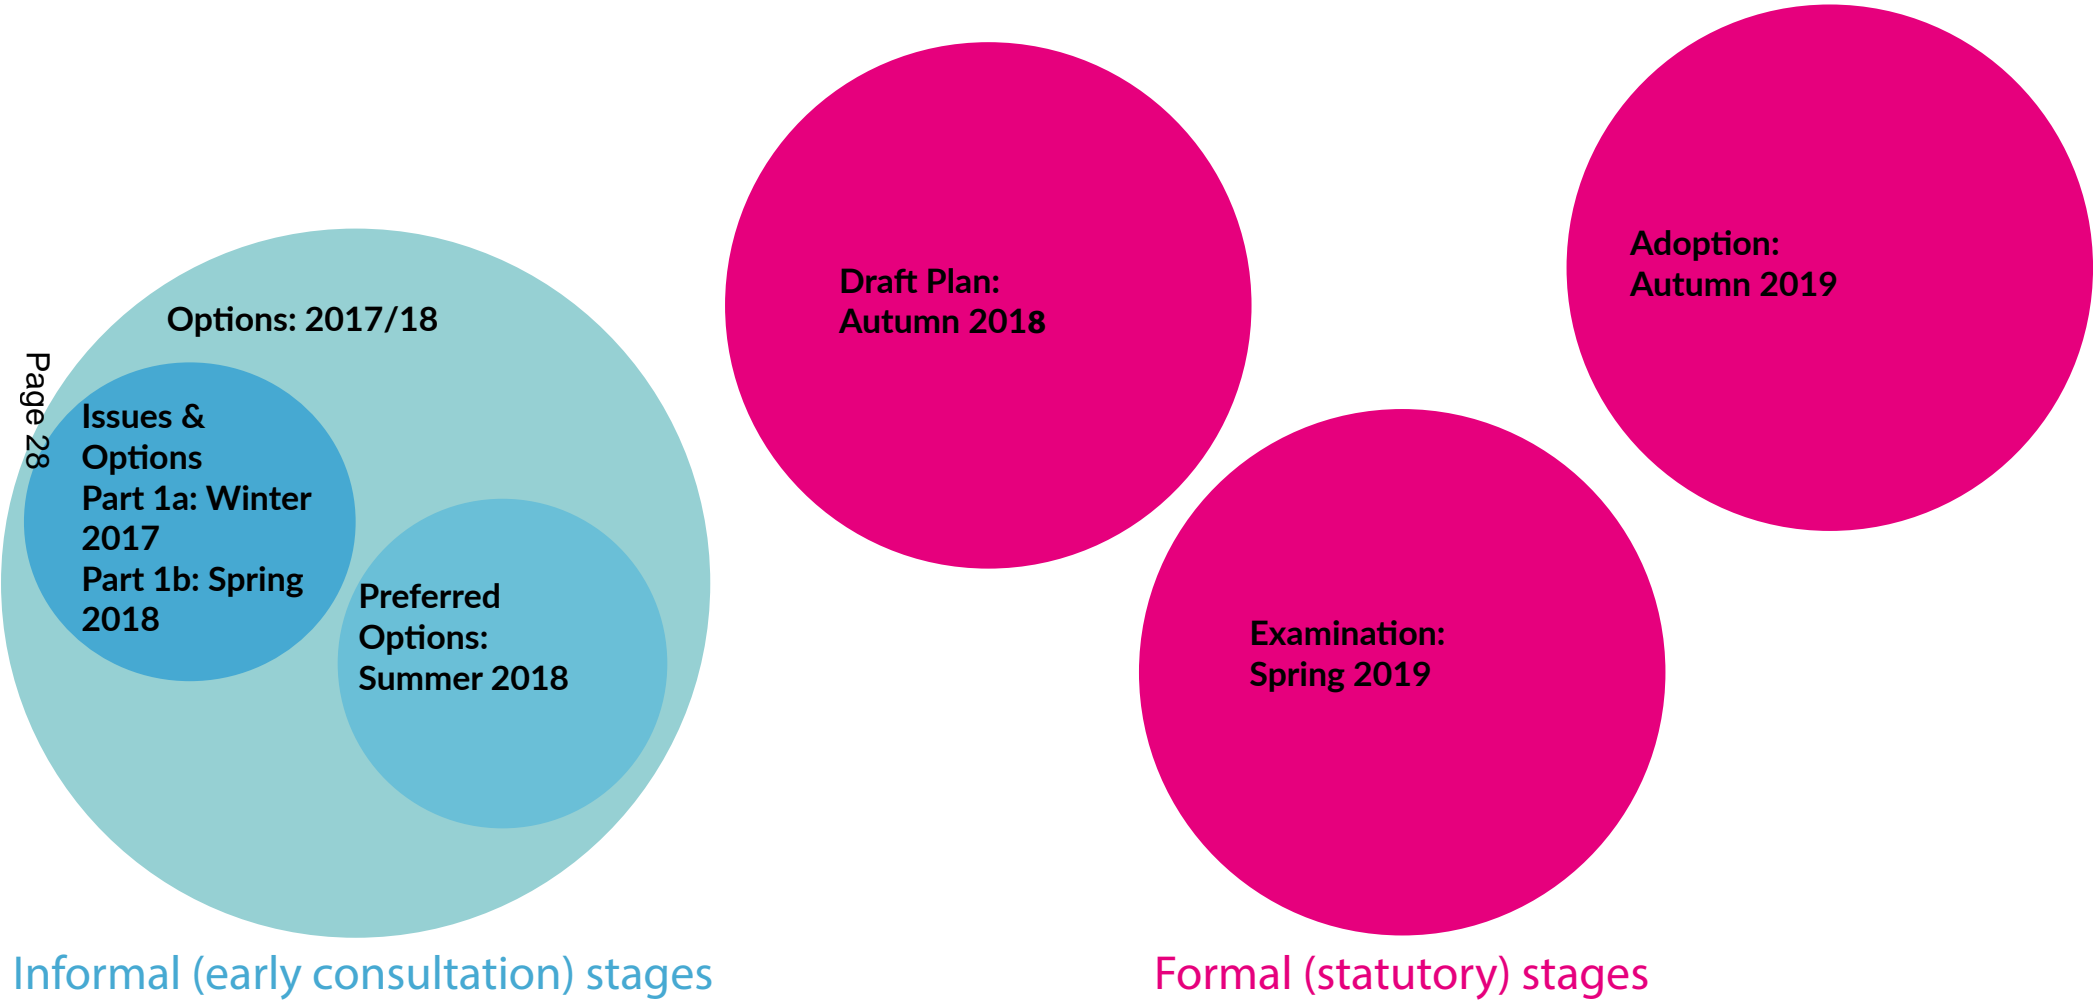 Options: 2017/18
Page 28
Issues &
Options
Part 1a: Winter
2017
Part 1b: Spring
2018
Preferred
Options:
Summer 2018
Draft Plan:
Autumn 2018
Examination:
Spring 2019
Adoption:
Autumn 2019
Informal (early consultation) stages
Formal (statutory) stages